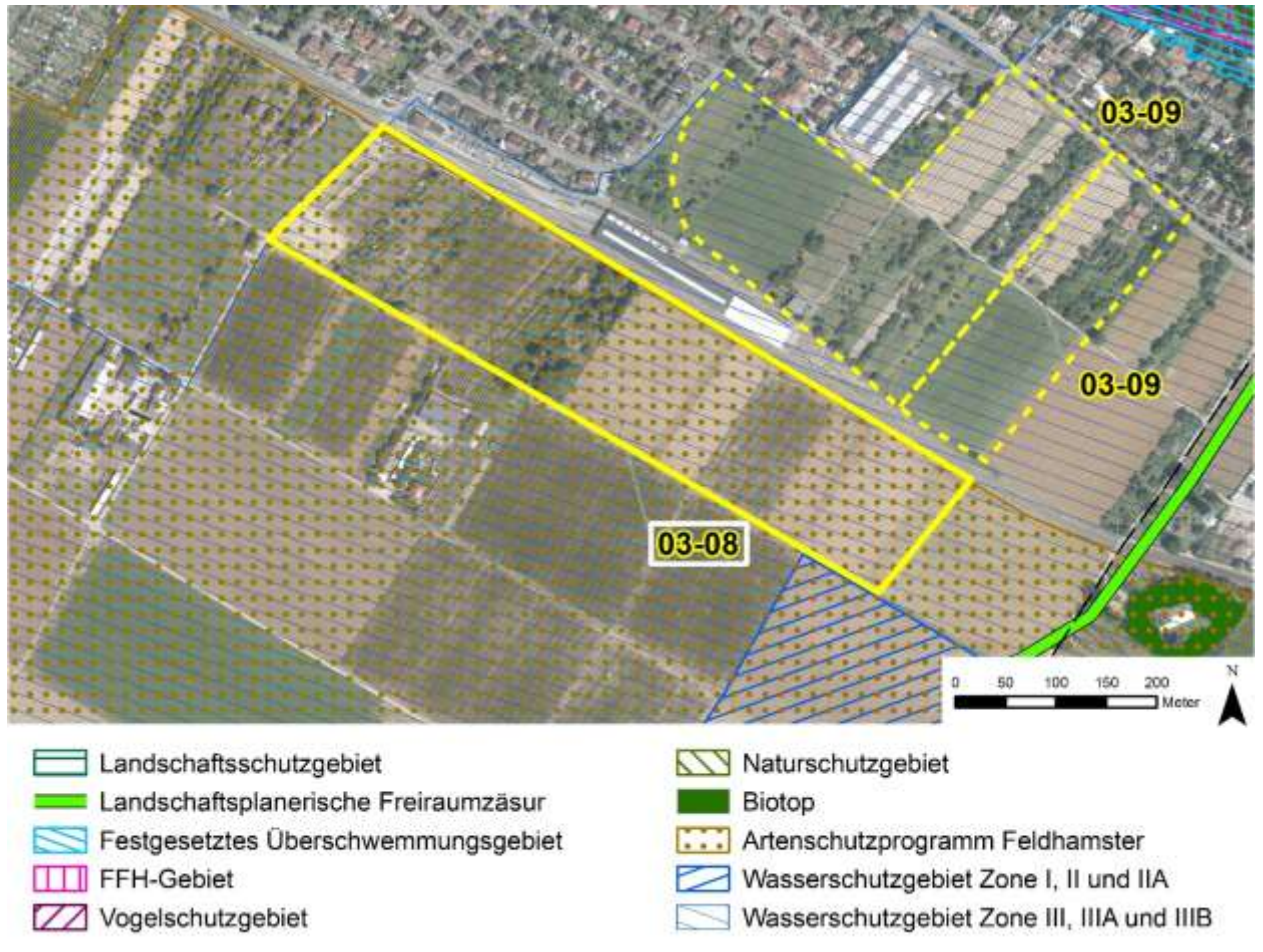 03-09
03-09
03-08
0 50 100 150 200
Meter
N
Landschaftsschutzgebiet
Landschaftsplanerische Freiraumzäsur
Festgesetztes Überschwemmungsgebiet
FFH-Gebiet
Vogelschutzgebiet
Naturschutzgebiet
Biotop
Artenschutzprogramm Feldhamster
Wasserschutzgebiet Zone I, II und IIA
Wasserschutzgebiet Zone III, IIIA und IIIB